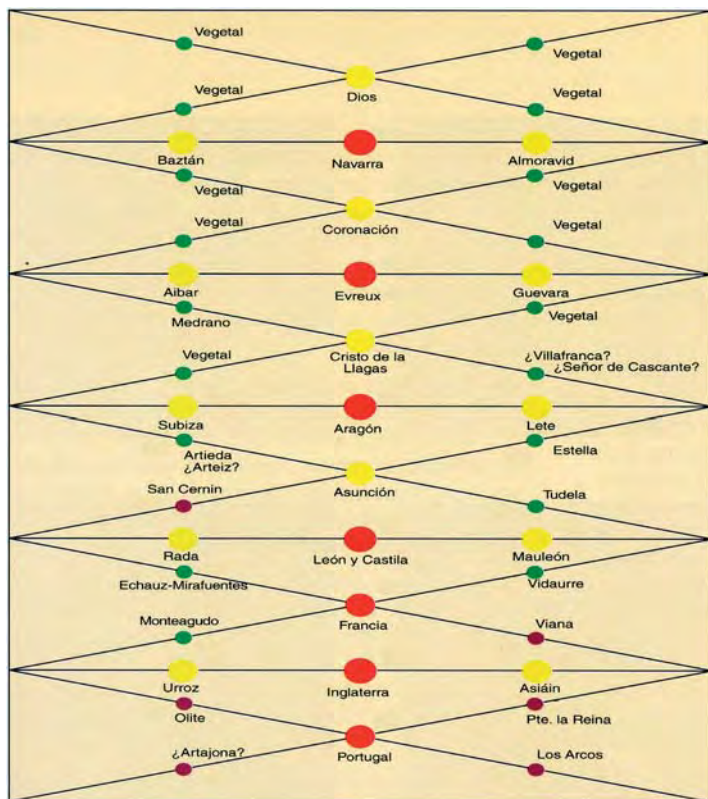 Vegetal
Vegetal
Vegetal
Dios
Vegetal
Baztán
Navarra
Almoravid
Vegetal
Vegetal
Vegetal
Coronación
Vegetal
Aibar
Evreux
Guevara
Medrano
Vegetal
Vegetal
Cristo de la
Llagas
¿Villafranca?
¿Señor de Cascante?
Subiza
Aragón
Lete
Artieda
¿Arteiz?
Estella
San Cernin
Asunción
Tudela
Rada
León y Castila
Mauleón
Echauz-Mirafuentes
Vidaurre
Monteagudo
Francia
Viana
Urroz
Inglaterra
Asiáin
Olite
Pte. la Reina
¿Artajona?
Portugal
Los Arcos